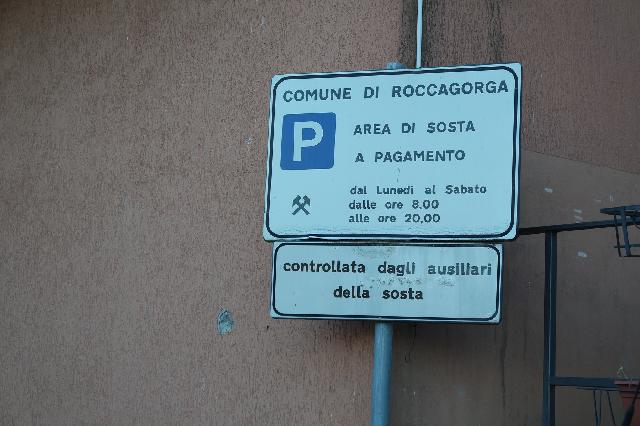 COMUNE DI ROCCAGORGA
P
AREA DI SOSTA
A PAGAMENTO
dal Lunedì al Sabato
dalle ore 8.00
alle ore 20,00
controllata dagli ausiliari
della sosta